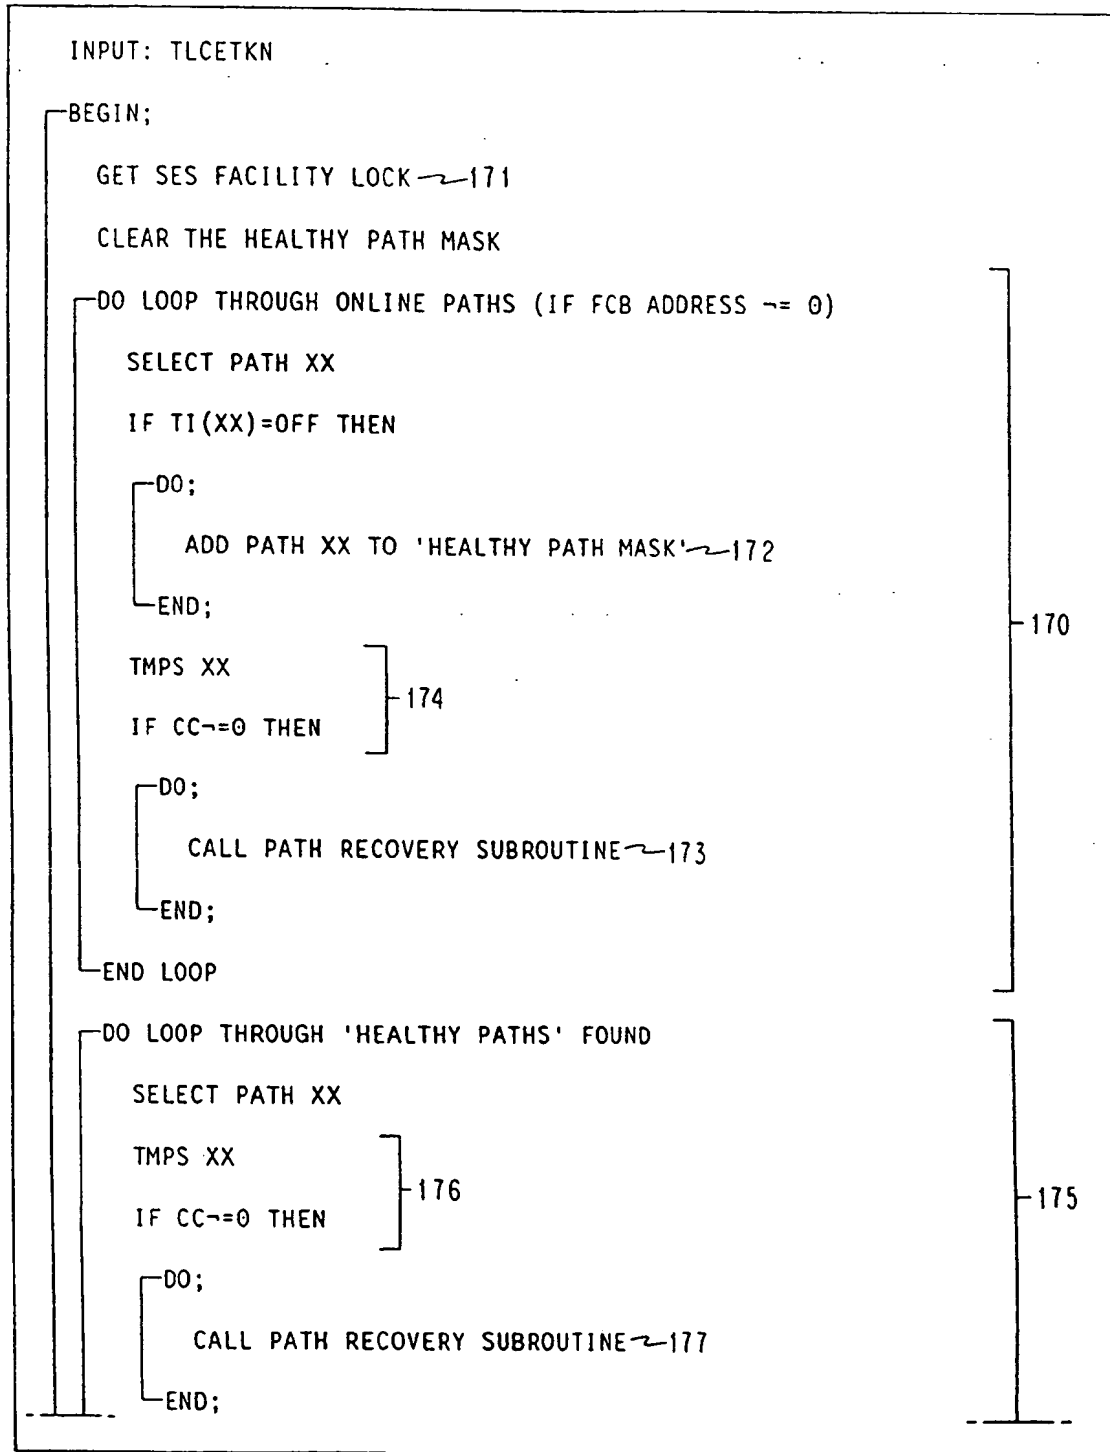 INPUT: TLCETKN
BEGIN;
GET SES FACILITY LOCK 171
CLEAR THE HEALTHY PATH MASK
DO LOOP THROUGH ONLINE PATHS (IF FCB ADDRESS ¬= 0)
SELECT PATH XX
IF TI(XX)=OFF THEN
DO;
ADD PATH XX TO 'HEALTHY PATH MASK' 172
END;
170
TMPS XX
174
IF CC¬=0 THEN
DO;
CALL PATH RECOVERY SUBROUTINE 173
END;
END LOOP
DO LOOP THROUGH 'HEALTHY PATHS' FOUND
SELECT PATH XX
TMPS XX
176
175
IF CC¬=0 THEN
DO;
CALL PATH RECOVERY SUBROUTINE 177
END;